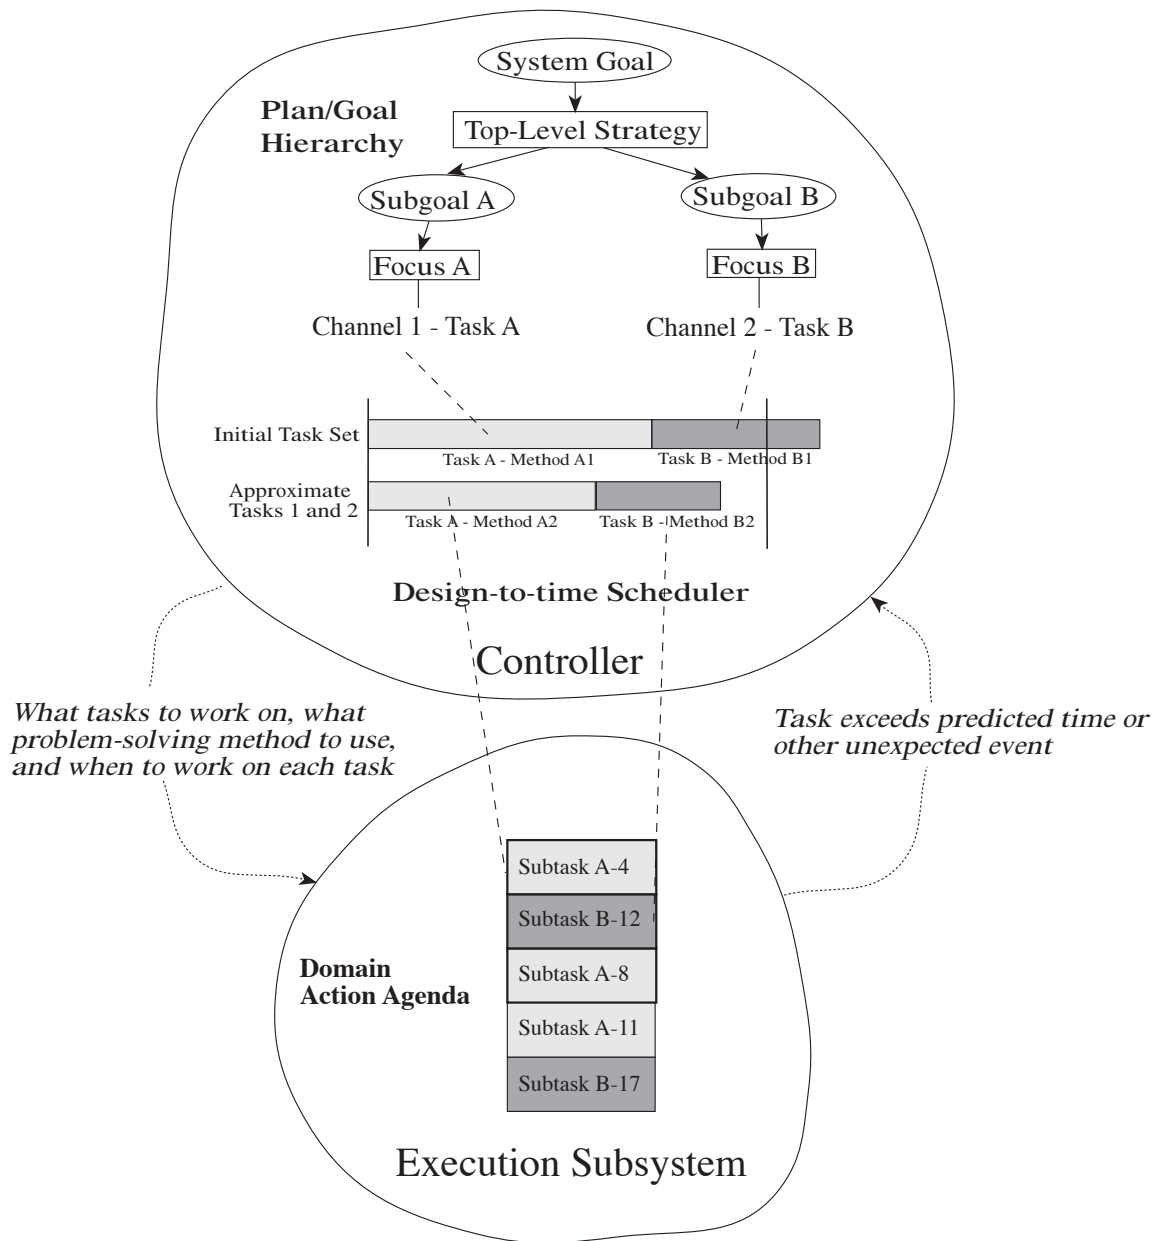 System Goal
Plan/Goal
Hierarchy
Top-Level Strategy
Subgoal A
Subgoal B
Focus A
Focus B
Channel 1 - Task A
Channel 2 - Task B
Initial Task Set
Task A - Method A1
Task B - Method B1
Approximate
Tasks 1 and 2
Task A - Method A2
Task B - Method B2
Design-to-time Scheduler
Controller
What tasks to work on, what
problem-solving method to use,
and when to work on each task
Task exceeds predicted time or
other unexpected event
Subtask A-4
Subtask B-12
Domain
Action Agenda
Subtask A-8
Subtask A-11
Subtask B-17
Execution Subsystem